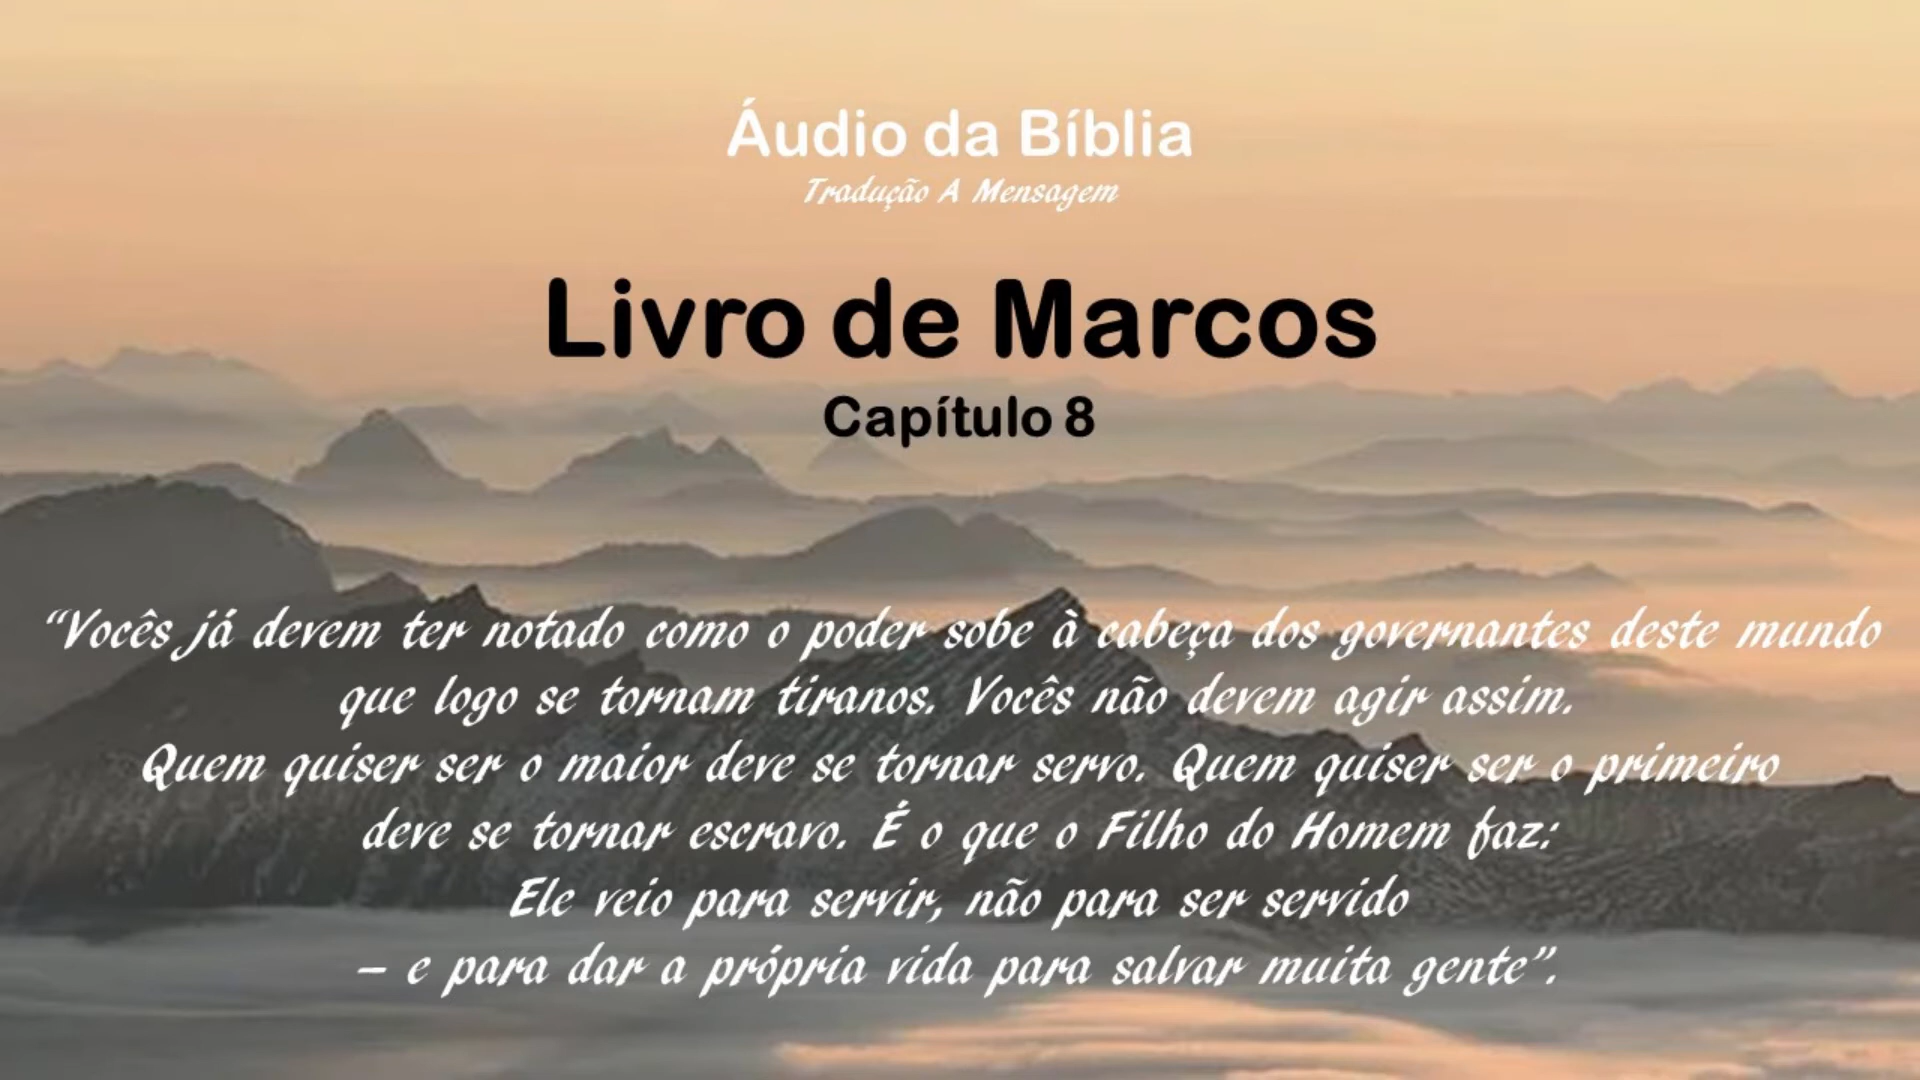 Áudio da Bíblia
Tradução A Mensagem
Livro de Marcos
Capítulo 8
“Vocês já devem ter notado como o poder sobe à cabeça dos governantes deste mundo
que logo se tornam tiranos. Vocês não devem agir assim.
Quem quiser ser o maior deve se tornar servo. Quem quiser ser o primeiro
deve se tornar escravo. É o que o Filho do Homem faz:
Ele veio para servir, não para ser servido
– e para dar a própria vida para salvar muita gente”.